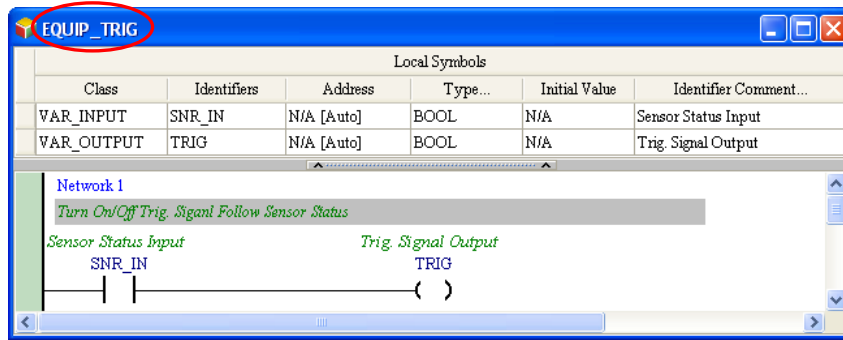 EQUIP_TRIG
Local Symbols
Class Identifiers Address Type... Initial Value Identifier Comment...
VAR_INPUT SNR_IN N/A [Auto] BOOL N/A Sensor Status Input
VAR_OUTPUT TRIG N/A [Auto] BOOL N/A Trig. Signal Output
Network 1
Turn On/Off Trig. Siganl Follow Sensor Status
Sensor Status Input Trig. Signal Output
SNR_IN TRIG